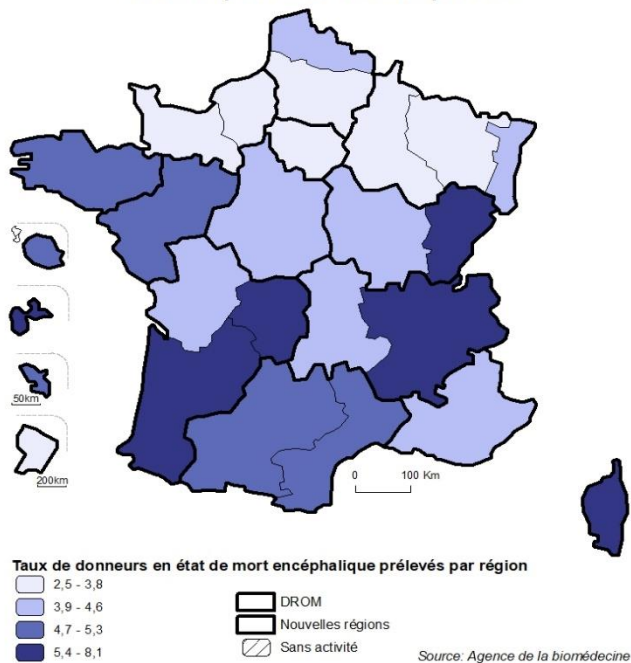 50km
200km
0 100 Km
Taux de donneurs en état de mort encéphalique prélevés par région
2,5 - 3,8
3,9 - 4,6
4,7 - 5,3
5,4 - 8,1
DROM
Nouvelles régions
Sans activité
Source: Agence de la biomédecine